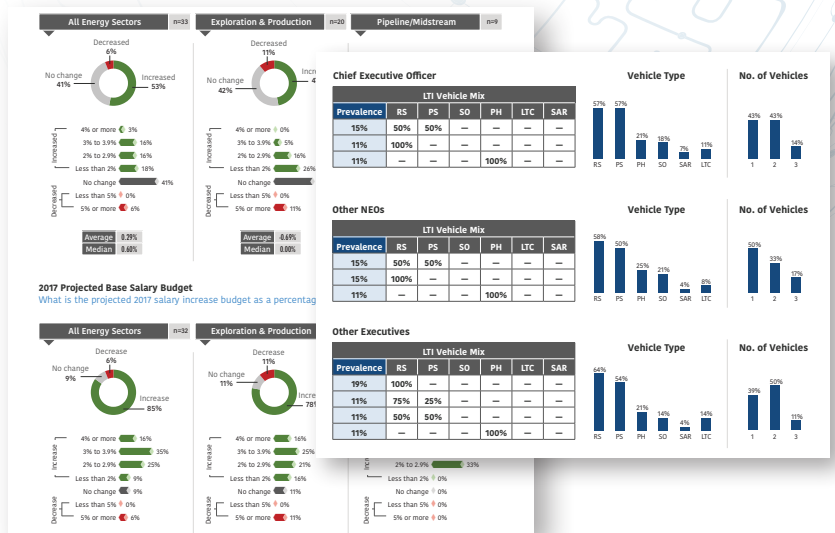 All Energy Sectors n=33 Exploration & Production n=20 Pipeline/Midstream n=9
Decreased
6%
No change
41%
Increased
53%
4% or more 3%
3% to 3.9% 16%
2% to 2.9% 16%
Less than 2% 18%
No change 41%
Less than 5% 0%
5% or more 6%
Increased
Decreased
Average 0.29%
Median 0.60%
Decreased
11%
No change
42%
4% or more 0%
3% to 3.9% 5%
2% to 2.9% 16%
Less than 2% 26%
No change
Less than 5% 0%
5% or more 11%
Increased
Decreased
Average -0.69%
Median 0.00%
2017 Projected Base Salary Budget
What is the projected 2017 salary increase budget as a percentag
All Energy Sectors n=32 Exploration & Production
Decrease
6%
No change
9%
Increase
85%
4% or more 16%
3% to 3.9% 35%
2% to 2.9% 25%
Less than 2% 9%
No change 9%
Less than 5% 0%
5% or more 6%
Increase
Decrease
Decrease
11%
No change
11%
4% or more 16%
3% to 3.9% 25%
2% to 2.9% 21%
Less than 2% 16%
No change 11%
Less than 5% 0%
5% or more 11%
Increase
Decrease
2% to 2.9% 33%
Less than 2% 0%
No change 0%
Less than 5% 0%
5% or more 0%
Decrease
Chief Executive Officer
LTI Vehicle Mix
Prevalence RS PS SO PH LTC SAR
15% 50% 50% — — — —
11% 100% — — — — —
11% — — — 100% — —
Vehicle Type
57% 57% 21% 18% 7% 11%
RS PS PH SO SAR LTC
No. of Vehicles
43% 43% 14%
1 2 3
Other NEOs
LTI Vehicle Mix
Prevalence RS PS SO PH LTC SAR
15% 50% 50% — — — —
15% 100% — — — — —
11% — — — 100% — —
Vehicle Type
58% 50% 25% 21% 4% 8%
RS PS PH SO SAR LTC
No. of Vehicles
50% 33% 17%
1 2 3
Other Executives
LTI Vehicle Mix
Prevalence RS PS SO PH LTC SAR
19% 100% — — — — —
11% 75% 25% — — — —
11% 50% 50% — — — —
11% — — — 100% — —
Vehicle Type
64% 54% 21% 14% 4% 14%
RS PS PH SO SAR LTC
No. of Vehicles
39% 50% 11%
1 2 3